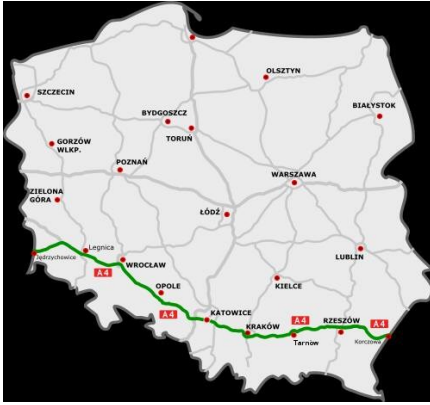 OLSZTYN
SZCZECIN
BIAŁYSTOK
BYDGOSZCZ
TORUŃ
GORZÓW
WLKP.
POZNAŃ
WARSZAWA
ZIELONA
GÓRA
ŁÓDŹ
Legnica
Jędrzychowice
LUBLIN
WROCŁAW
A4
KIELCE
OPOLE
A4
KATOWICE
KRAKÓW
A4
Tarnów
RZESZÓW
A4
Korczowa